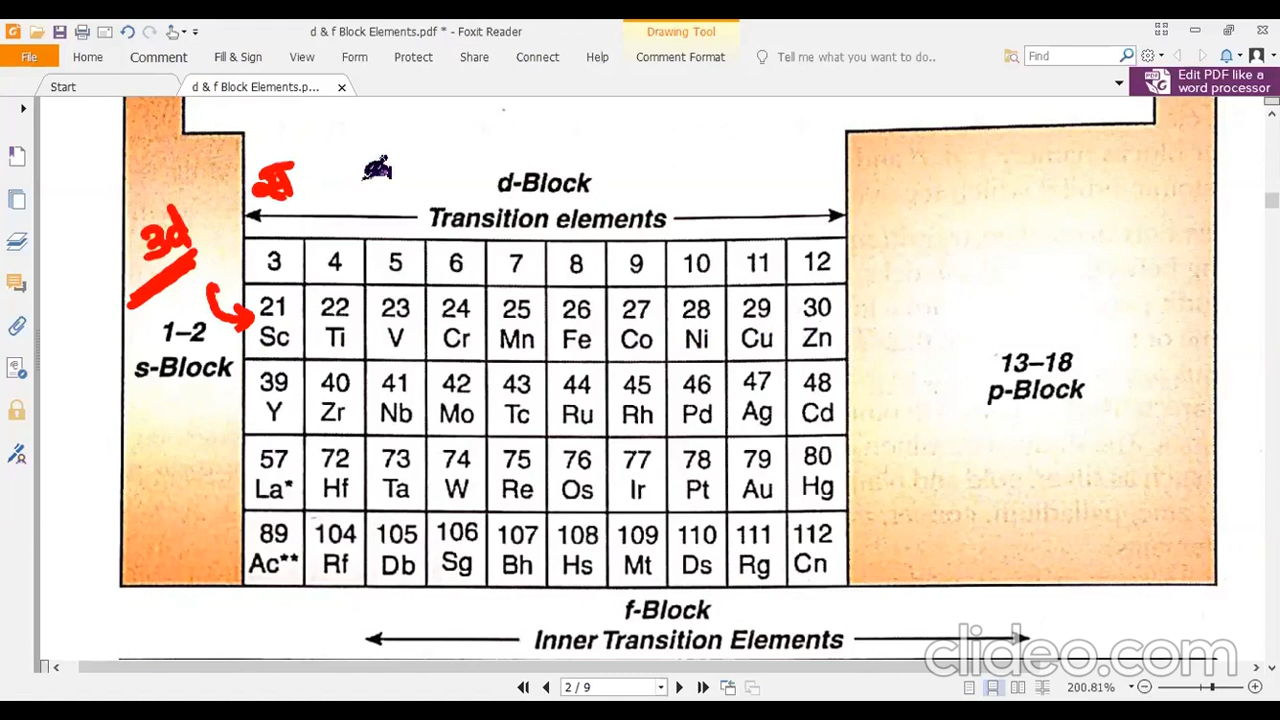 d & f Block Elements.pdf * - Foxit Reader
Drawing Tool
File Home Comment Fill & Sign View Form Protect Share Connect Help Comment Format Tell me what you want to do.. Find
Start d & f Block Elements.p... Edit PDF like a
word processor
d-Block
Transition elements
3d
3 4 5 6 7 8 9 10 11 12
21 22 23 24 25 26 27 28 29 30
Sc Ti V Cr Mn Fe Co Ni Cu Zn
1–2
s-Block
13–18
p-Block
39 40 41 42 43 44 45 46 47 48
Y Zr Nb Mo Tc Ru Rh Pd Ag Cd
57 72 73 74 75 76 77 78 79 80
La* Hf Ta W Re Os Ir Pt Au Hg
89 104 105 106 107 108 109 110 111 112
Ac** Rf Db Sg Bh Hs Mt Ds Rg Cn
f-Block
Inner Transition Elements
clideo.com
2 / 9 200.81%